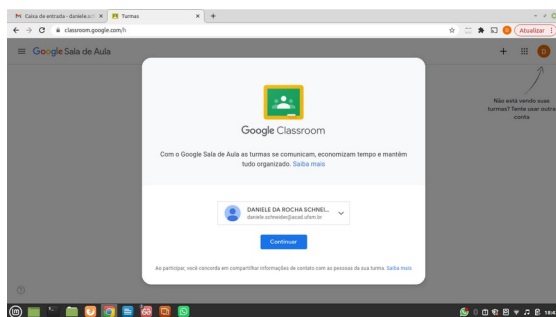 Caixa de entrada - daniele.sch
Turmas
classroom.google.com/h
Atualizar
Google Sala de Aula
D
Não está vendo suas
turmas? Tente usar outra
conta
Google Classroom
Com o Google Sala de Aula as turmas se comunicam, economizam tempo e mantêm
tudo organizado. Saiba mais
DANIELE DA ROCHA SCHNEI...
daniele.schneider@acad.ufsm.br
Continuar
Ao participar, você concorda em compartilhar informações de contato com as pessoas da sua turma. Saiba mais